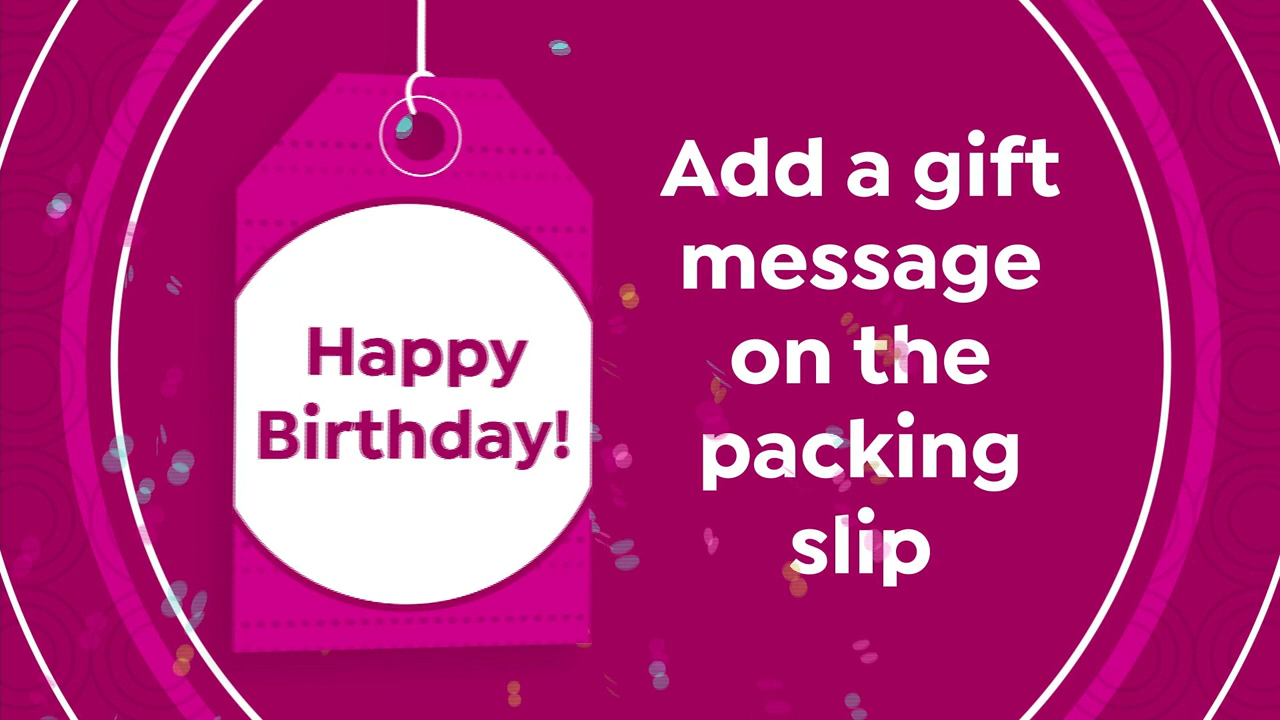 Happy
Birthday!
Add a gift
message
on the
packing
slip